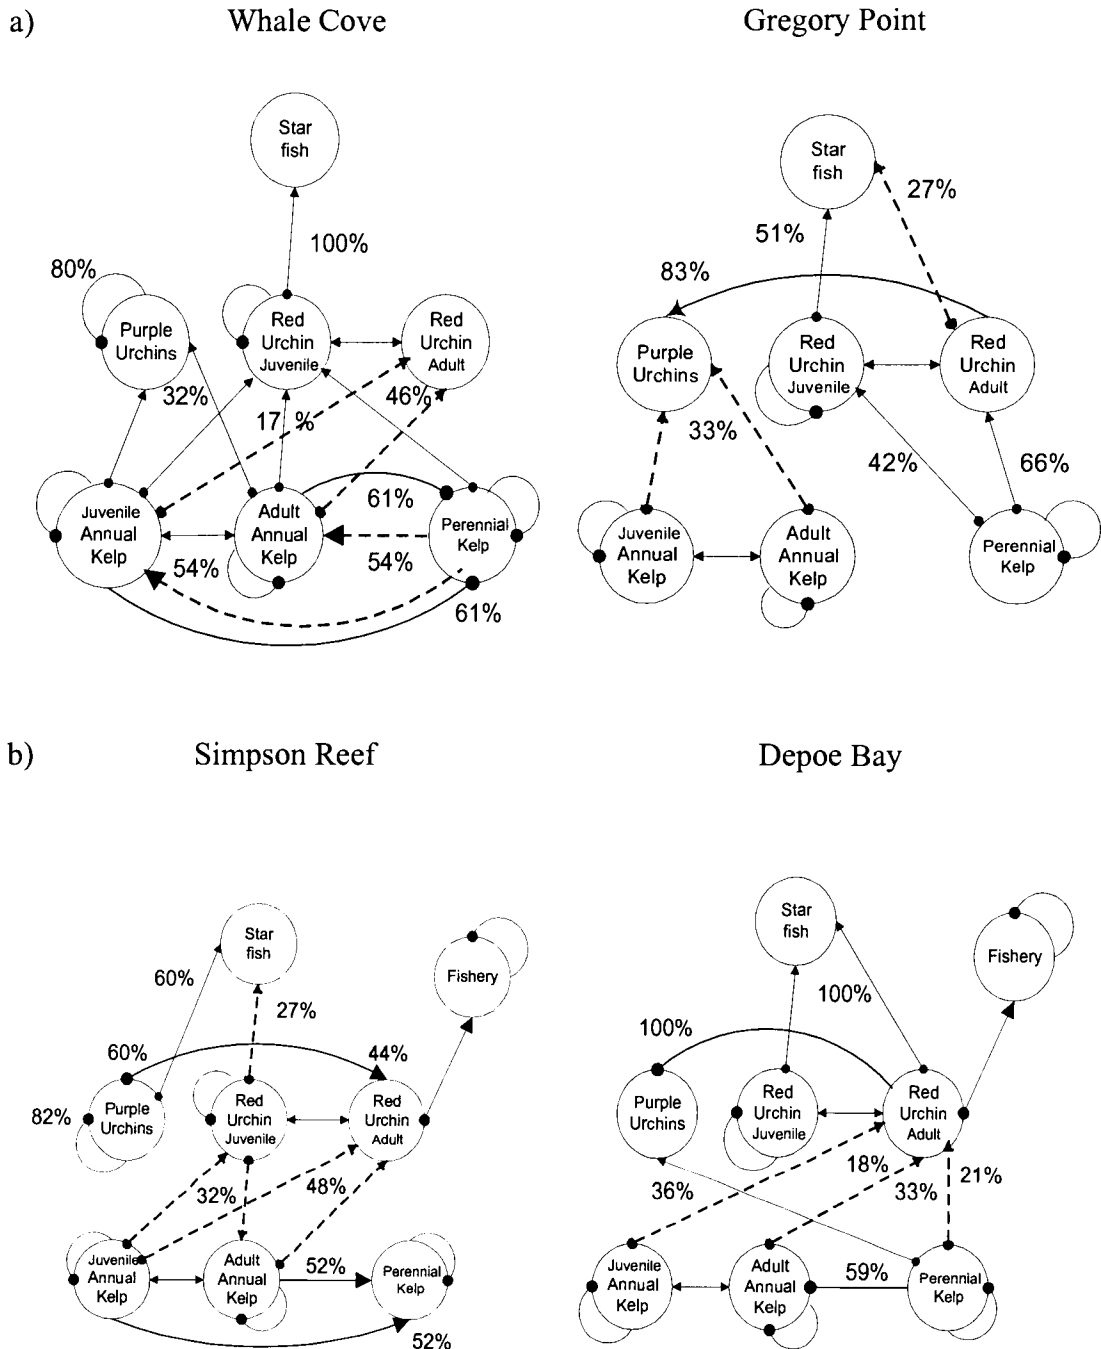 a)
Whale Cove
Gregory Point
Star
fish
100%
80%
Purple
Urchins
Red
Urchin
Juvenile
Red
Urchin
Adult
32%
17 %
46%
Juvenile
Annual
Kelp
Adult
Annual
Kelp
Perennial
Kelp
61%
54%
54%
61%
Star
fish
27%
51%
83%
Purple
Urchins
Red
Urchin
Juvenile
Red
Urchin
Adult
33%
42%
66%
Juvenile
Annual
Kelp
Adult
Annual
Kelp
Perennial
Kelp
b)
Simpson Reef
Depoe Bay
Star
fish
Fishery
60%
27%
60%
44%
82%
Purple
Urchins
Red
Urchin
Juvenile
Red
Urchin
Adult
32%
48%
Juvenile
Annual
Kelp
Adult
Annual
Kelp
52%
Perennial
Kelp
52%
Star
fish
Fishery
100%
100%
Purple
Urchins
Red
Urchin
Juvenile
Red
Urchin
Adult
36%
18%
33%
21%
Juvenile
Annual
Kelp
Adult
Annual
Kelp
59%
Perennial
Kelp